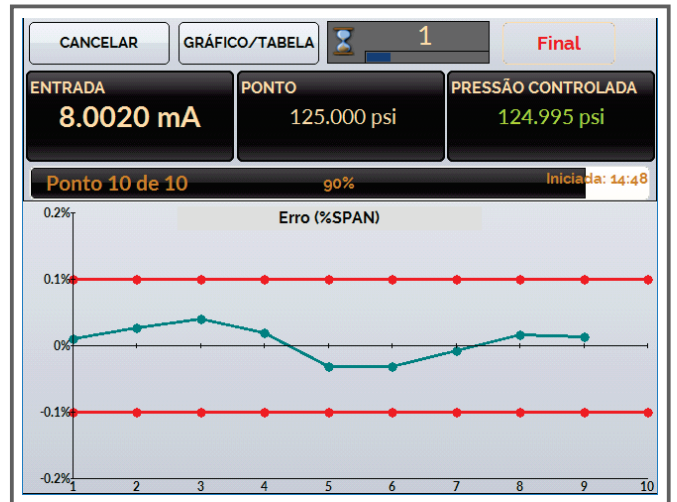 CANCELAR GRÁFICO/TABELA 1 Final
ENTRADA PONTO PRESSÃO CONTROLADA
8.0020 mA 125.000 psi 124.995 psi
Ponto 10 de 10 90% Iniciada: 14:48
Erro (%SPAN)
0.2%
0.1%
0%
-0.1%
-0.2%
1 2 3 4 5 6 7 8 9 10